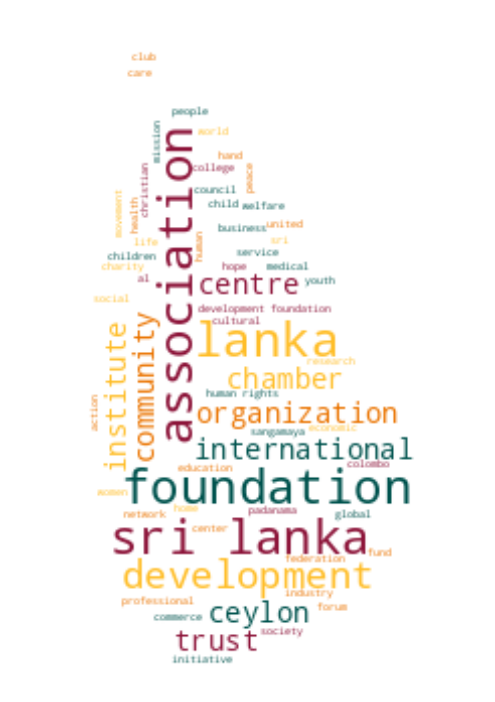 club
care
people
mission
world
association
hand
college
christian
peace
council
movement
health
child welfare
human
business united
life
sri
children
service
charity
hope medical
al
centre youth
social
development foundation
cultural
community
institute
lanka
research
chamber
human rights
action
organization
sangamaya economic
international
education
colombo
foundation
women
network home
padanama
global
center
sri lanka
fund
federation
development
industry
professional
forum
commerce
ceylon
society
trust
initiative